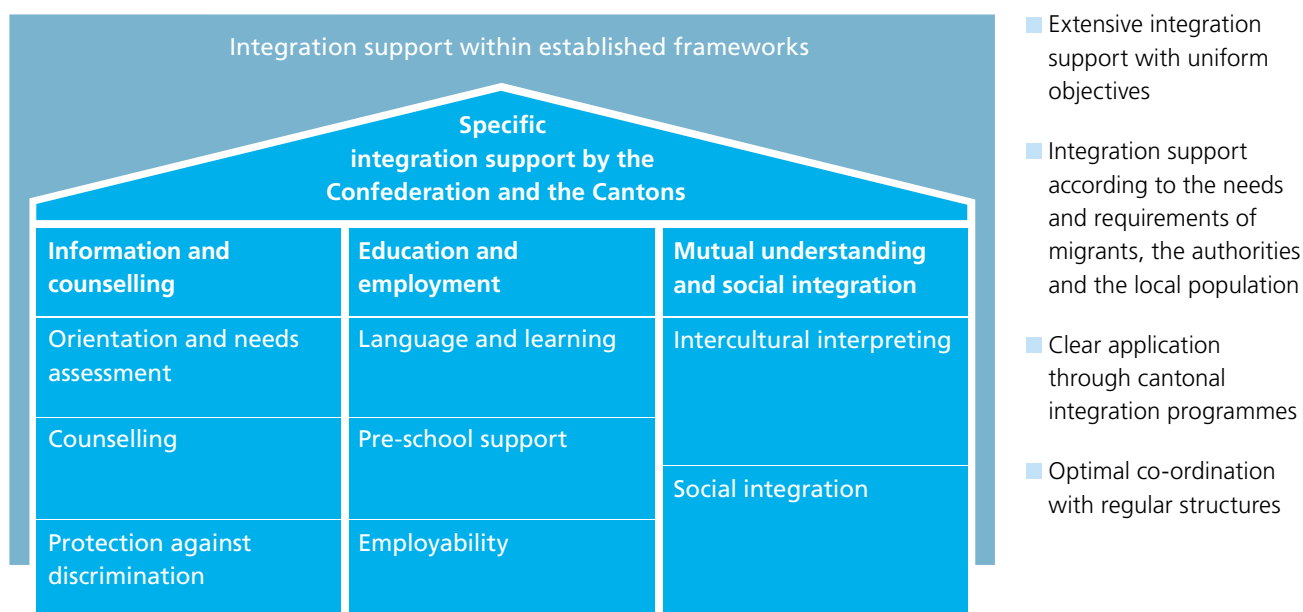 Integration support within established frameworks
Specific
integration support by the
Confederation and the Cantons
Information and
counselling
Orientation and needs
assessment
Counselling
Protection against
discrimination
Education and
employment
Language and learning
Pre-school support
Employability
Mutual understanding
and social integration
Intercultural interpreting
Social integration
Extensive integration
support with uniform
objectives
Integration support
according to the needs
and requirements of
migrants, the authorities
and the local population
Clear application
through cantonal
integration programmes
Optimal co-ordination
with regular structures